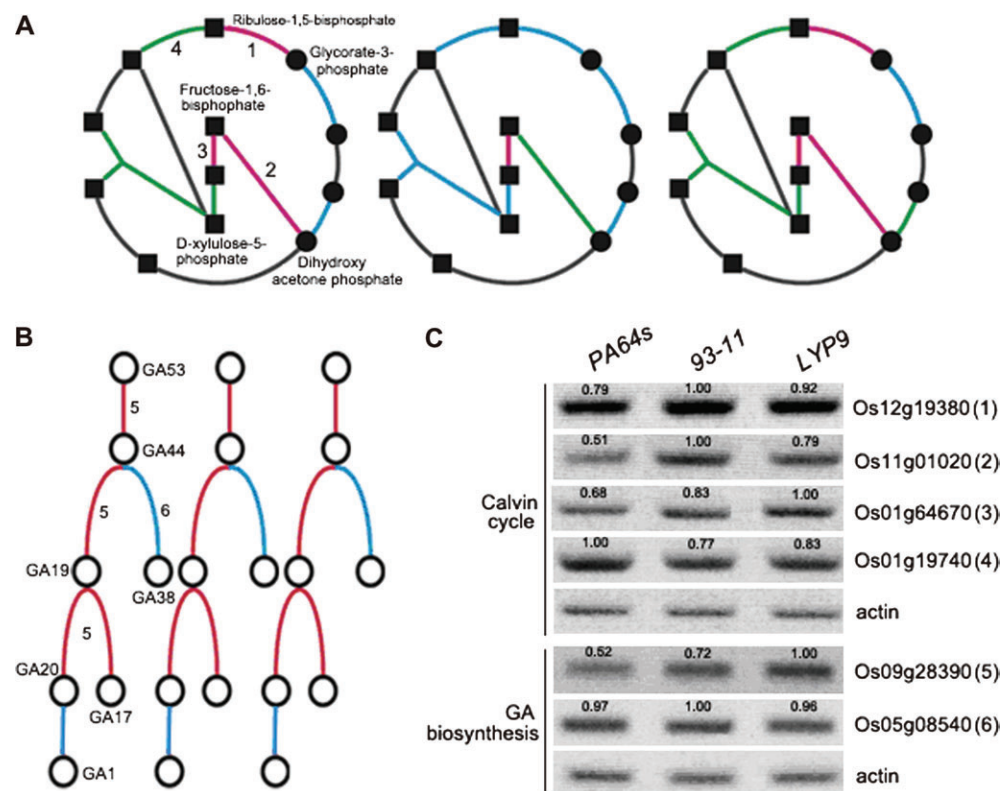 A
Ribulose-1,5-bisphosphate
4
1
Glycorate-3-
phosphate
Fructose-1,6-
bisphophate
3
2
D-xylulose-5-
phosphate
Dihydroxy
acetone phosphate
B
GA53
5
GA44
5
6
GA19
GA38
5
GA20
GA17
GA1
C
PA64s 93-11 LYP9
0.79 1.00 0.92
Os12g19380 (1)
0.51 1.00 0.79
Os11g01020 (2)
Calvin
cycle
0.68 0.83 1.00
Os01g64670 (3)
1.00 0.77 0.83
Os01g19740 (4)
actin
GA
biosynthesis
0.52 0.72 1.00
Os09g28390 (5)
0.97 1.00 0.96
Os05g08540 (6)
actin